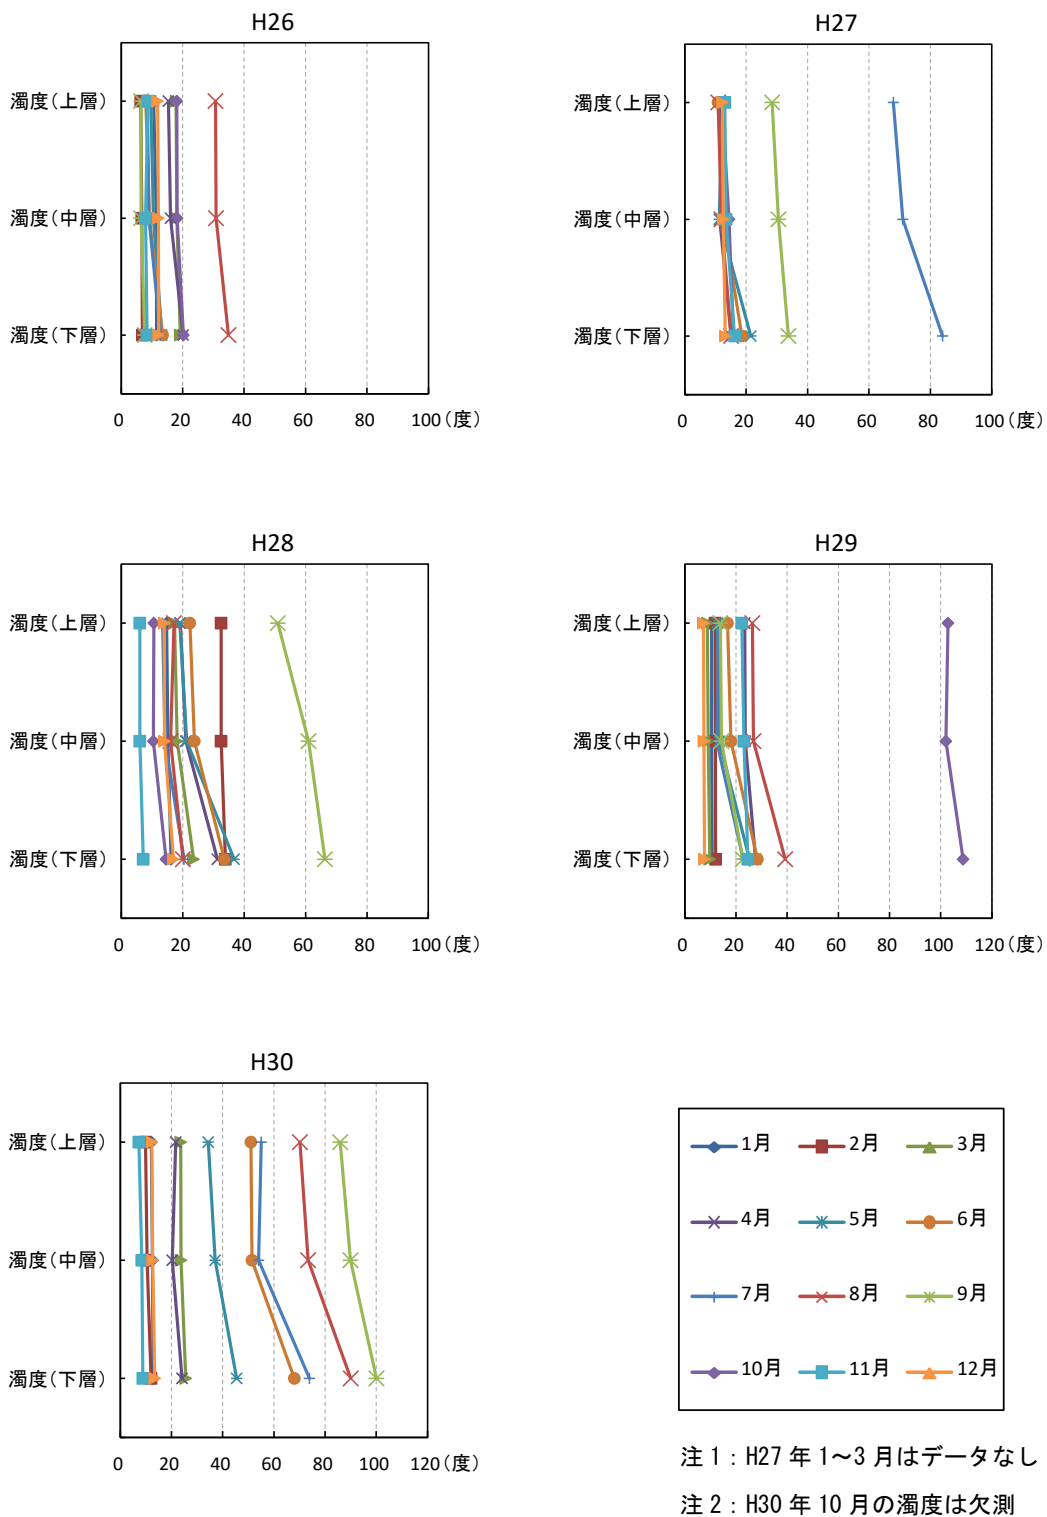 H26
濁度(上層)
濁度(中層)
濁度(下層)
0 20 40 60 80 100(度)
H27
濁度(上層)
濁度(中層)
濁度(下層)
0 20 40 60 80 100(度)
H28
濁度(上層)
濁度(中層)
濁度(下層)
0 20 40 60 80 100(度)
H29
濁度(上層)
濁度(中層)
濁度(下層)
0 20 40 60 80 100 120(度)
H30
濁度(上層)
濁度(中層)
濁度(下層)
0 20 40 60 80 100 120(度)
1月 2月 3月
4月 5月 6月
7月 8月 9月
10月 11月 12月
注 1：H27 年 1～3 月はデータなし
注 2：H30 年 10 月の濁度は欠測